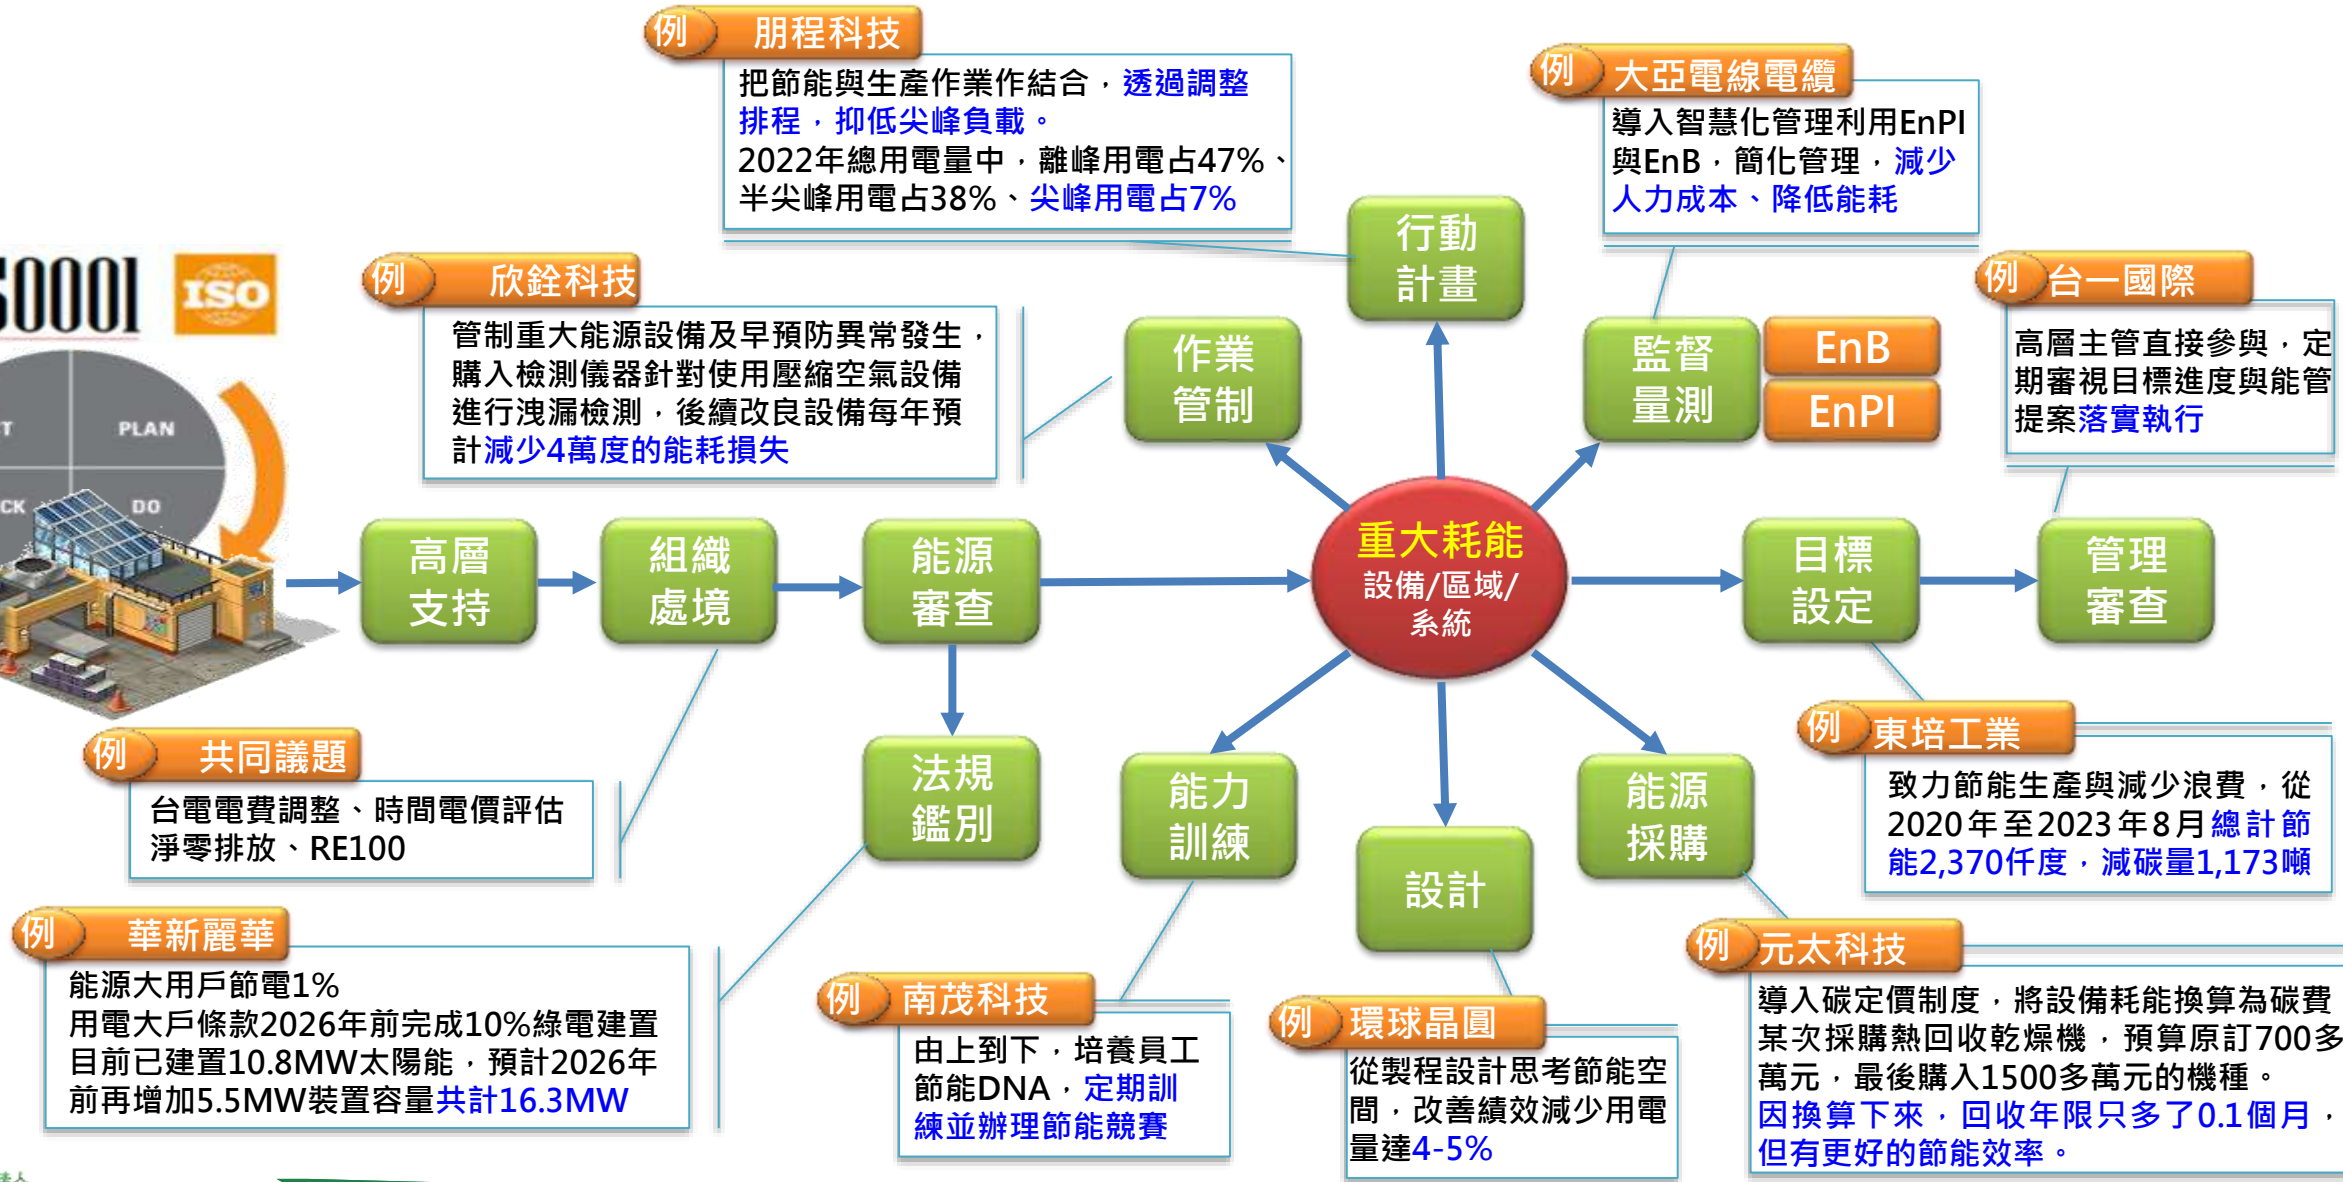 例 朋程科技
把節能與生產作業作結合，透過調整
排程，抑低尖峰負載。
2022年總用電量中，離峰用電占47%、
半尖峰用電占38%、尖峰用電占7%
例 大亞電線電纜
導入智慧化管理利用EnPI
與EnB，簡化管理，減少
人力成本、降低能耗
行動
計畫
ISO
例 欣銓科技
管制重大能源設備及早預防異常發生，
購入檢測儀器針對使用壓縮空氣設備
進行洩漏檢測，後續改良設備每年預
計減少4萬度的能耗損失
作業
管制
監督
量測
EnB
EnPI
例 台一國際
高層主管直接參與，定
期審視目標進度與能管
提案落實執行
PLAN
DO
高層
支持
組織
處境
能源
審查
重大耗能
設備/區域/
系統
目標
設定
管理
審查
例 共同議題
台電電費調整、時間電價評估
淨零排放、RE100
法規
鑑別
能力
訓練
設計
能源
採購
例 東培工業
致力節能生產與減少浪費，從
2020年至2023年8月總計節
能2,370仟度，減碳量1,173噸
例 華新麗華
能源大用戶節電1%
用電大戶條款2026年前完成10%綠電建置
目前已建置10.8MW太陽能，預計2026年
前再增加5.5MW裝置容量共計16.3MW
例 南茂科技
由上到下，培養員工
節能DNA，定期訓
練並辦理節能競賽
例 環球晶圓
從製程設計思考節能空
間，改善績效減少用電
量達4-5%
例 元太科技
導入碳定價制度，將設備耗能換算為碳費
某次採購熱回收乾燥機，預算原訂700多
萬元，最後購入1500多萬元的機種。
因換算下來，回收年限只多了0.1個月，
但有更好的節能效率。